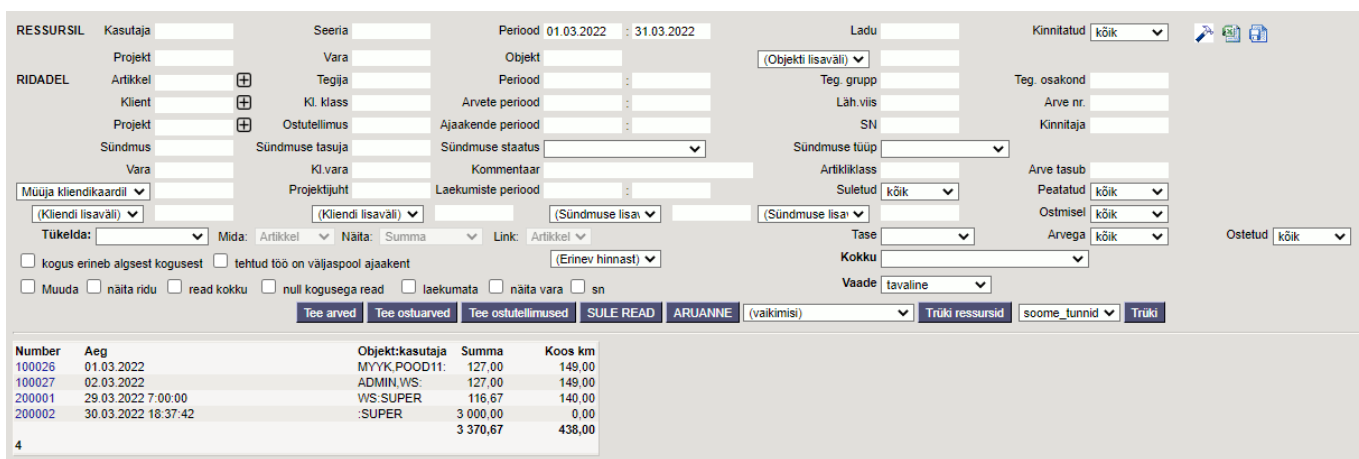 RESSURSIL Kasutaja Seeria Periood 01.03.2022 : 31.03.2022 Ladu Kinnitatud kõik
Projekt Vara Objekt (Objekti lisaväli)
RIDADEL Artikkel Tegija Periood : Teg. grupp Teg. osakond
Klient Kl. klass Arvete periood : Läh.viis Arve nr.
Projekt Ostutellimus Ajaakende periood : SN Kinnitaja
Sündmus Sündmuse tasuja Sündmuse staatus Sündmuse tüüp
Vara Kl.vara Kommentaar Artikliklass Arve tasub
Müüja kliendikaardil Projektijuht Laekumiste periood : Suletud kõik Peatatud kõik
(Kliendi lisaväli) (Kliendi lisaväli) (Sündmuse lisav (Sündmuse lisav Ostmisel kõik
Tükelda: Mida: Artikkel Näita: Summa Link: Artikkel Tase Arvega kõik Ostetud kõik
kogus erineb algsest kogusest tehtud töö on väljaspool ajaakent (Erinev hinnast) Kokku
Muuda näita ridu read kokku null kogusega read laekumata näita vara sn Vaade tavaline
Tee arved Tee ostuarved Tee ostutellimused SULE READ ARUANNE (vaikimisi) Trüki ressursid soome_tunnid Trüki
Number Aeg Objekt:kasutaja Summa Koos km
100026 01.03.2022 MYYK,POOD11: 127,00 149,00
100027 02.03.2022 ADMIN,WS: 127,00 149,00
200001 29.03.2022 7:00:00 WS:SUPER 116,67 140,00
200002 30.03.2022 18:37:42 :SUPER 3 000,00 0,00
3 370,67 438,00
4